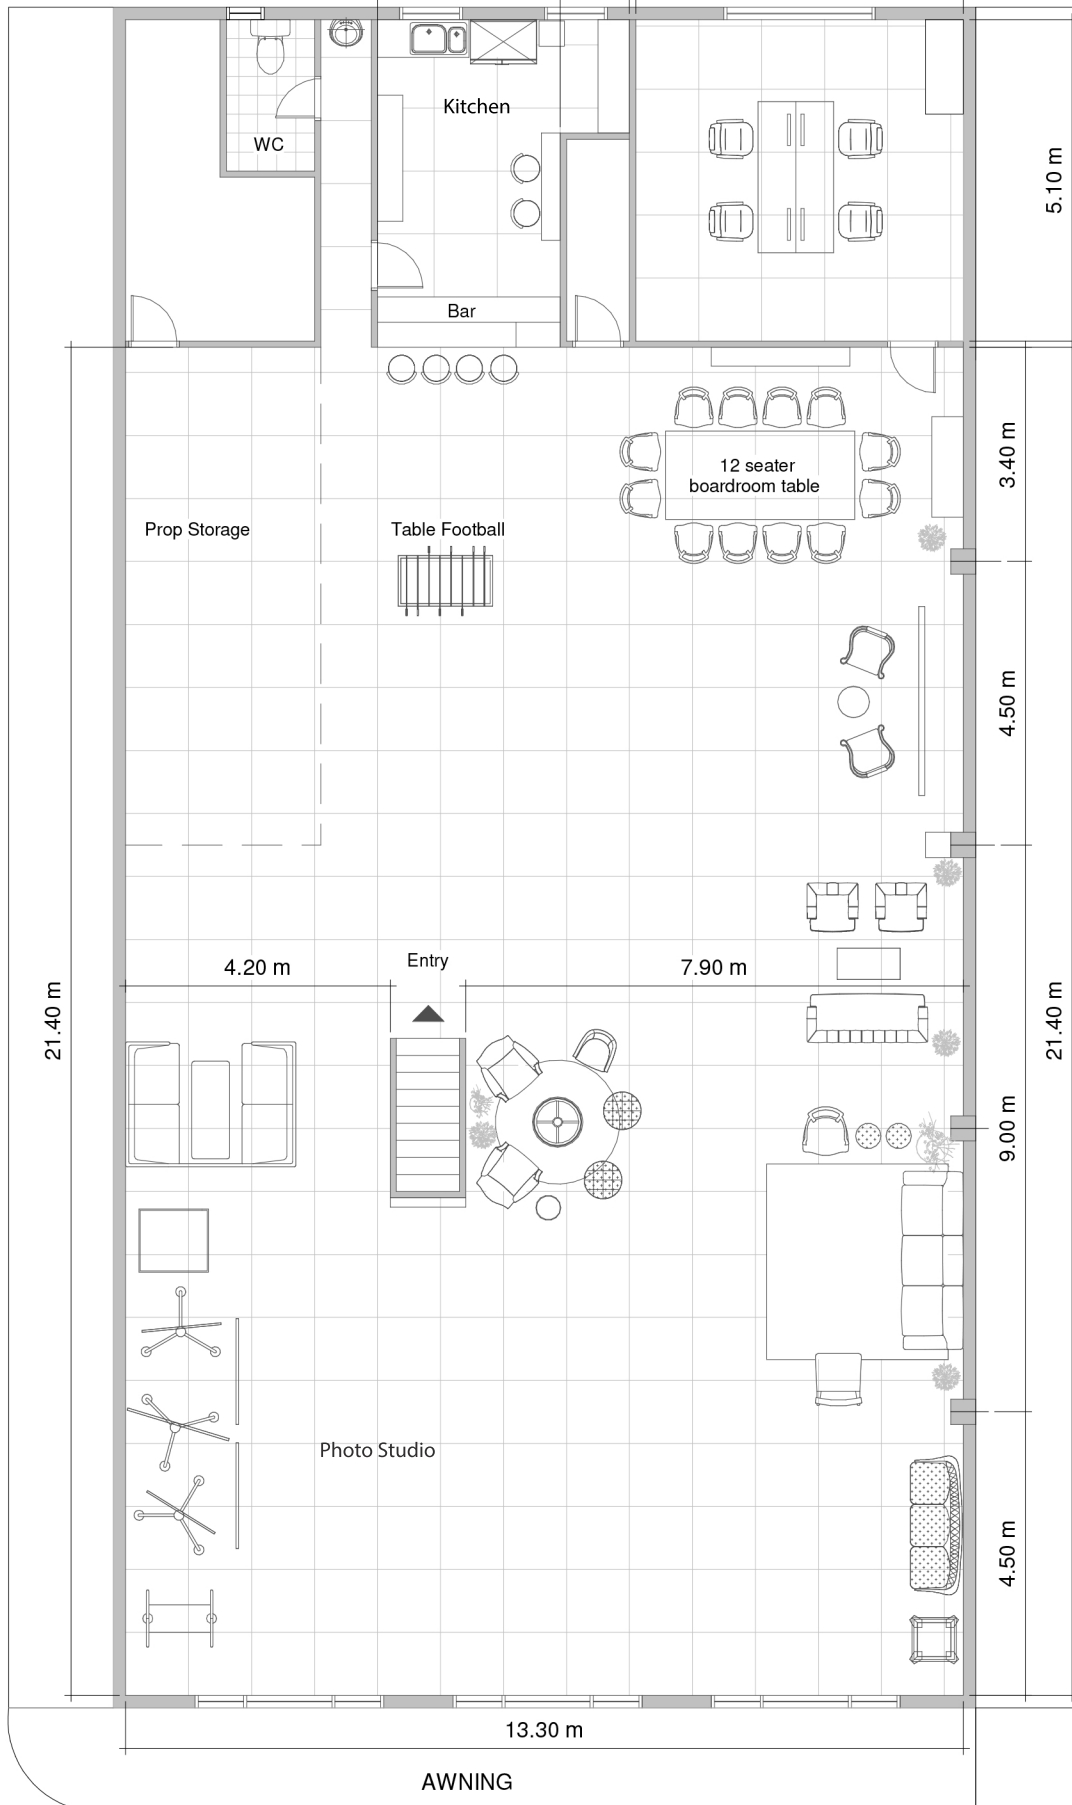 Kitchen
WC
5.10 m
Bar
3.40 m
12 seater
boardroom table
Prop Storage
Table Football
4.50 m
4.20 m
Entry
7.90 m
21.40 m
21.40 m
9.00 m
Photo Studio
4.50 m
13.30 m
AWNING